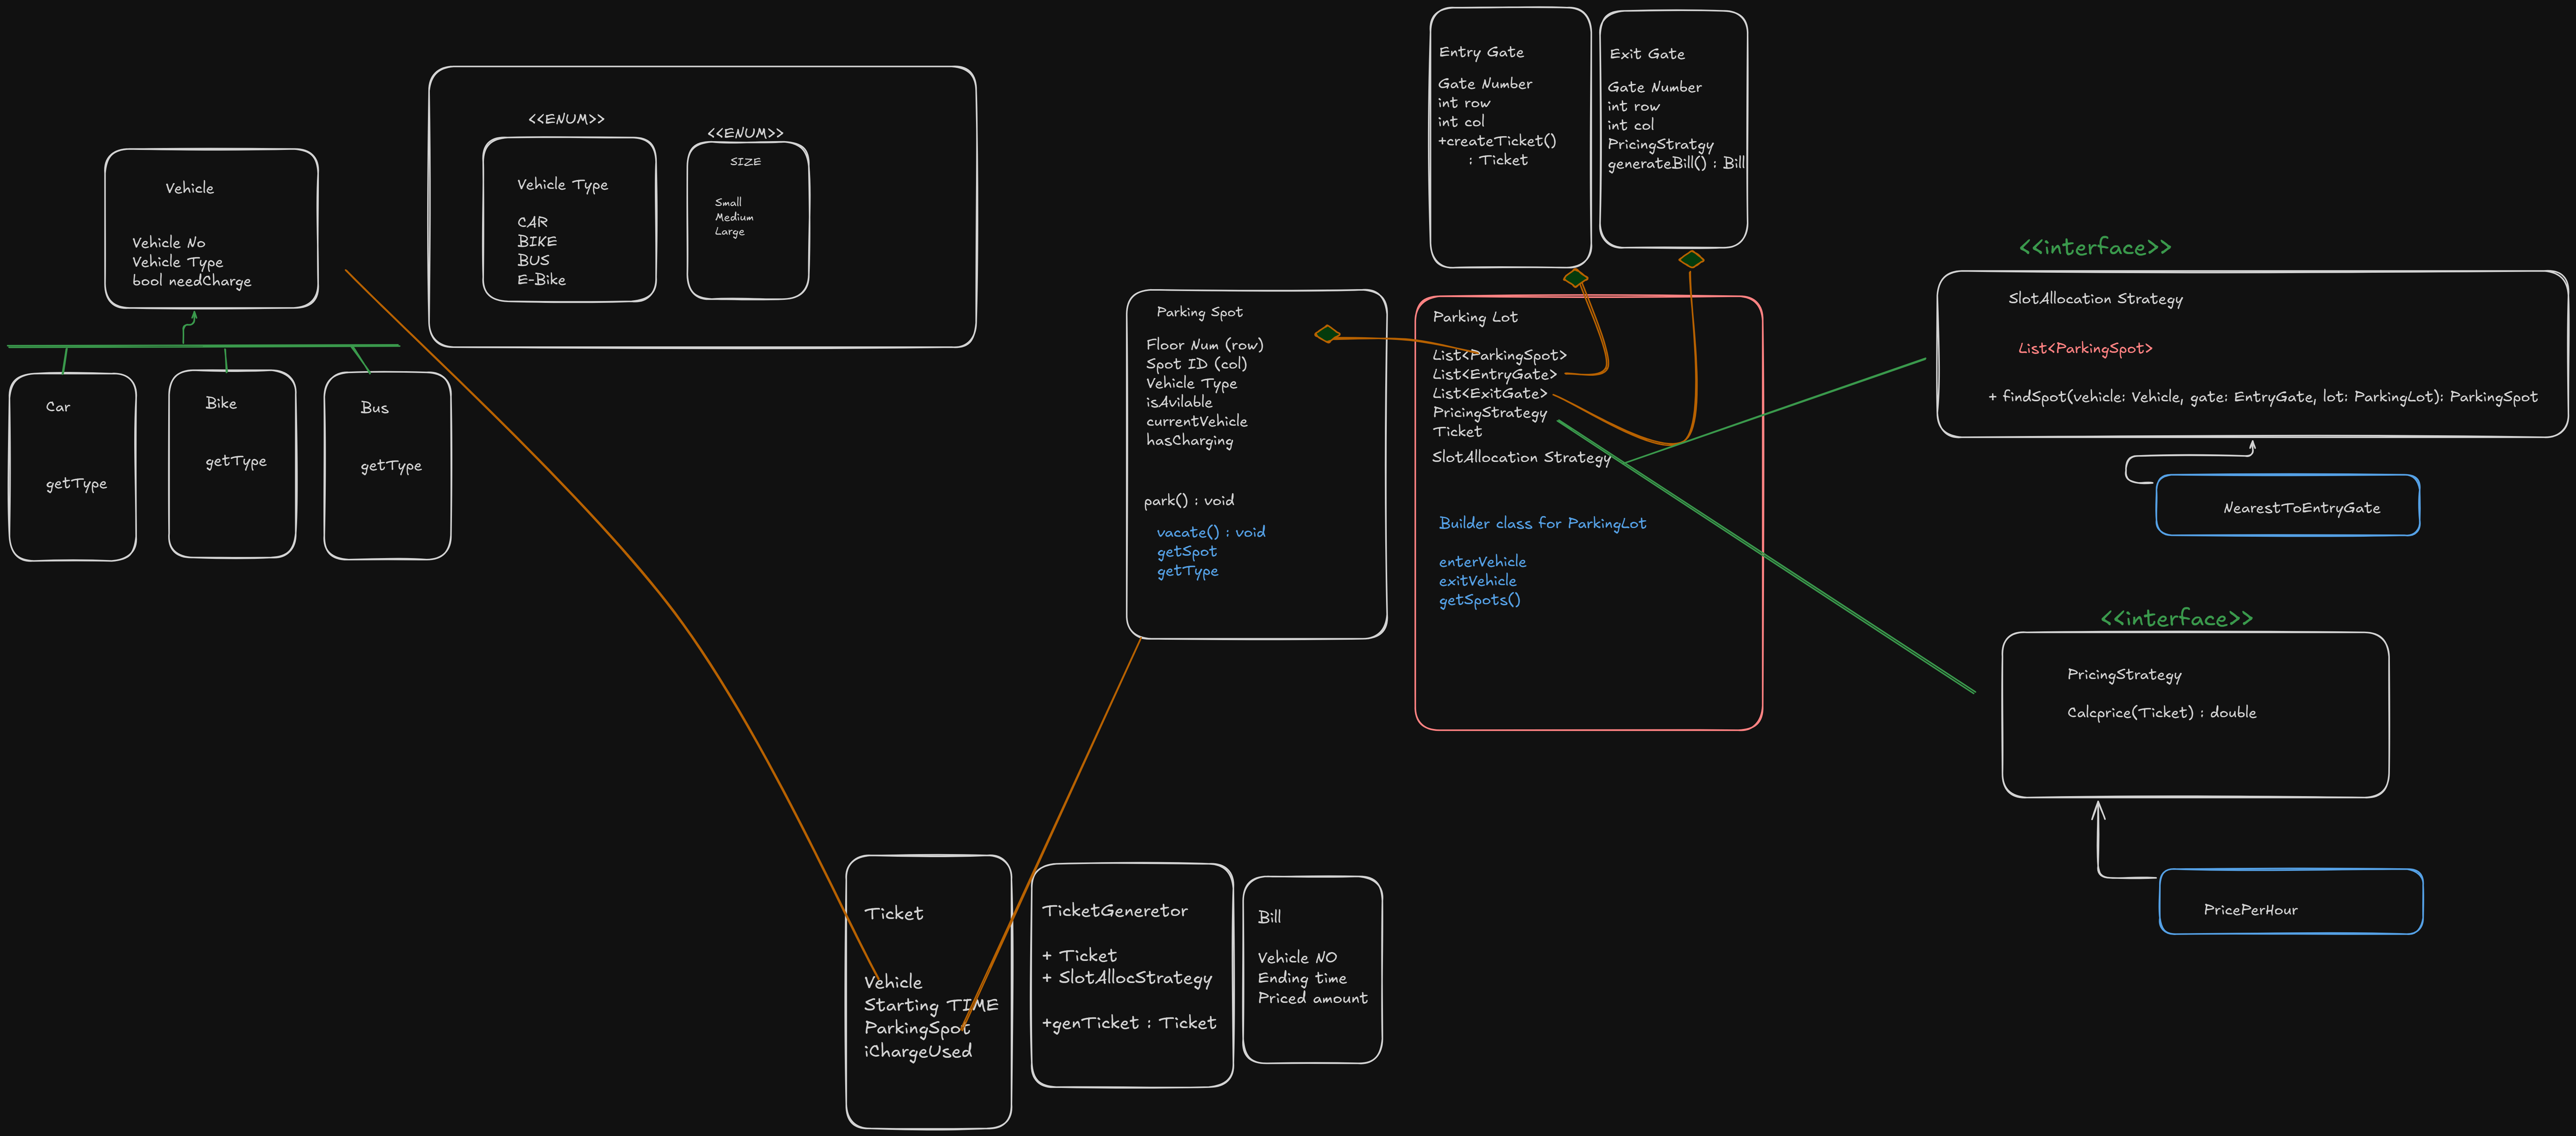 Vehicle
Vehicle No
Vehicle Type
bool needCharge
Car
getType
Bike
getType
Bus
getType
<<ENUM>>
Vehicle Type
CAR
BIKE
BUS
E-Bike
<<ENUM>>
SIZE
Small
Medium
Large
Entry Gate
Gate Number
int row
int col
+createTicket()
: Ticket
Exit Gate
Gate Number
int row
int col
PricingStratgy
generateBill() : Bill
Parking Spot
Floor Num (row)
Spot ID (col)
Vehicle Type
isAvilable
currentVehicle
hasCharging
park() : void
vacate() : void
getSpot
getType
Parking Lot
List<ParkingSpot>
List<EntryGate>
List<ExitGate>
PricingStrategy
Ticket
SlotAllocation Strategy
Builder class for ParkingLot
enterVehicle
exitVehicle
getSpots()
<<interface>>
SlotAllocation Strategy
List<ParkingSpot>
+ findSpot(vehicle: Vehicle, gate: EntryGate, lot: ParkingLot): ParkingSpot
NearestToEntryGate
<<interface>>
PricingStrategy
Calcprice(Ticket) : double
PricePerHour
Ticket
Vehicle
Starting TIME
ParkingSpot
iChargeUsed
TicketGeneretor
+ Ticket
+ SlotAllocStrategy
+genTicket : Ticket
Bill
Vehicle NO
Ending time
Priced amount